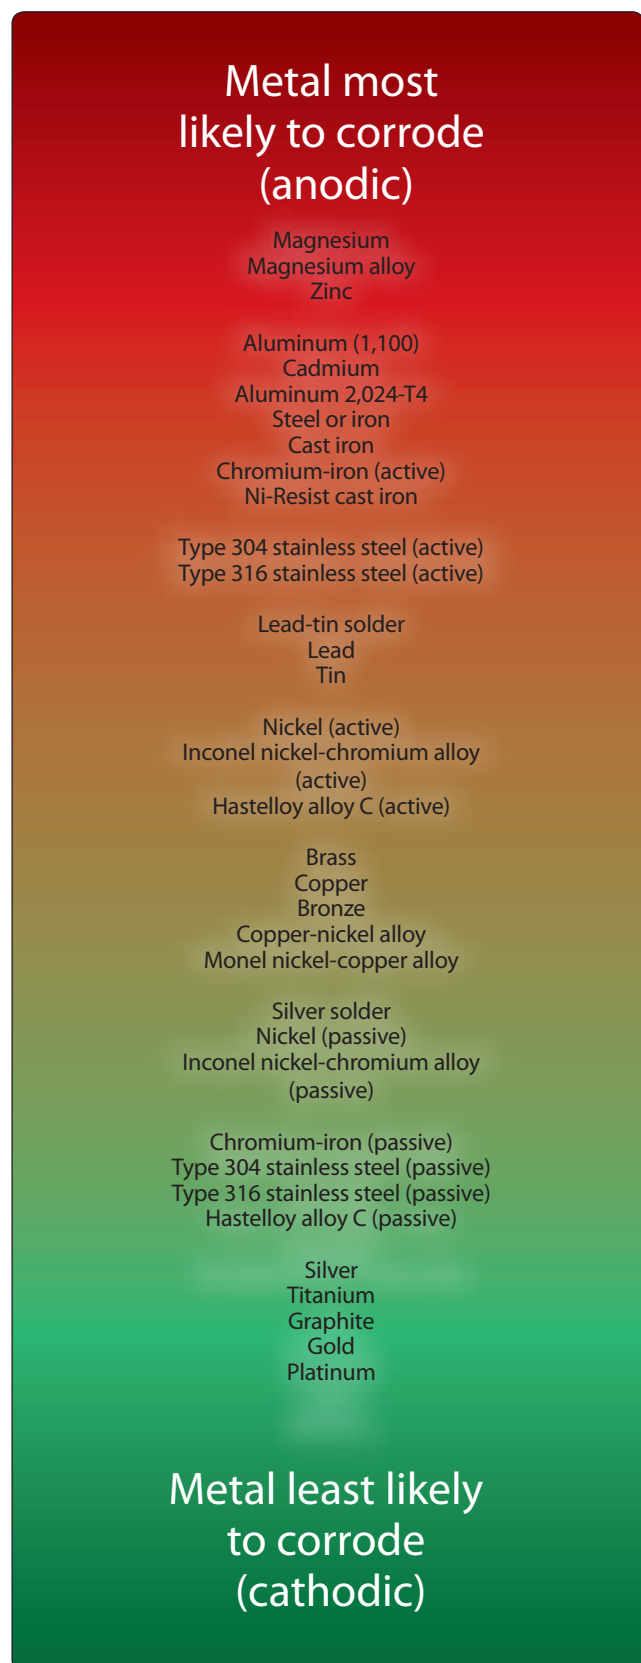 Metal most
likely to corrode
(anodic)
Magnesium
Magnesium alloy
Zinc
Aluminum (1,100)
Cadmium
Aluminum 2,024-T4
Steel or iron
Cast iron
Chromium-iron (active)
Ni-Resist cast iron
Type 304 stainless steel (active)
Type 316 stainless steel (active)
Lead-tin solder
Lead
Tin
Nickel (active)
Inconel nickel-chromium alloy
(active)
Hastelloy alloy C (active)
Brass
Copper
Bronze
Copper-nickel alloy
Monel nickel-copper alloy
Silver solder
Nickel (passive)
Inconel nickel-chromium alloy
(passive)
Chromium-iron (passive)
Type 304 stainless steel (passive)
Type 316 stainless steel (passive)
Hastelloy alloy C (passive)
Silver
Titanium
Graphite
Gold
Platinum
Metal least likely
to corrode
(cathodic)